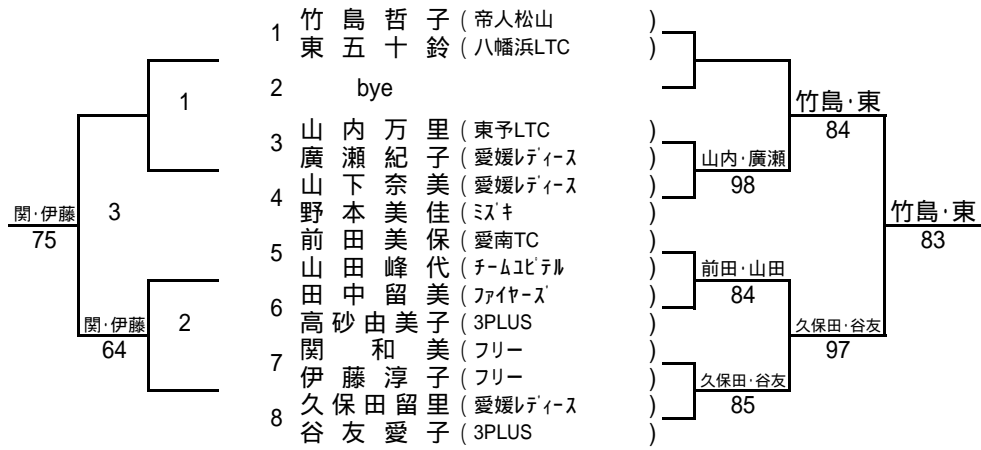 1 竹島哲子 ( 帝人松山 )
東五十鈴 ( 八幡浜LTC )
2 bye
3 山内万里 ( 東予LTC )
廣瀬紀子 ( 愛媛レディース )
4 山下奈美 ( 愛媛レディース )
野本美佳 ( ミズキ )
5 前田美保 ( 愛南TC )
山田峰代 ( チームユピテル )
6 田中留美 ( ファイヤーズ )
高砂由美子 ( 3PLUS )
7 関和美 ( フリー )
伊藤淳子 ( フリー )
8 久保田留里 ( 愛媛レディース )
谷友愛子 ( 3PLUS )
1
3
関・伊藤
75
2
関・伊藤
64
竹島・東
84
山内・廣瀬
98
竹島・東
83
前田・山田
84
久保田・谷友
97
久保田・谷友
85